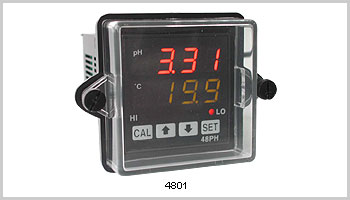 pH
3.31
°C
19.9
HI LO
CAL SET
48PH
4801